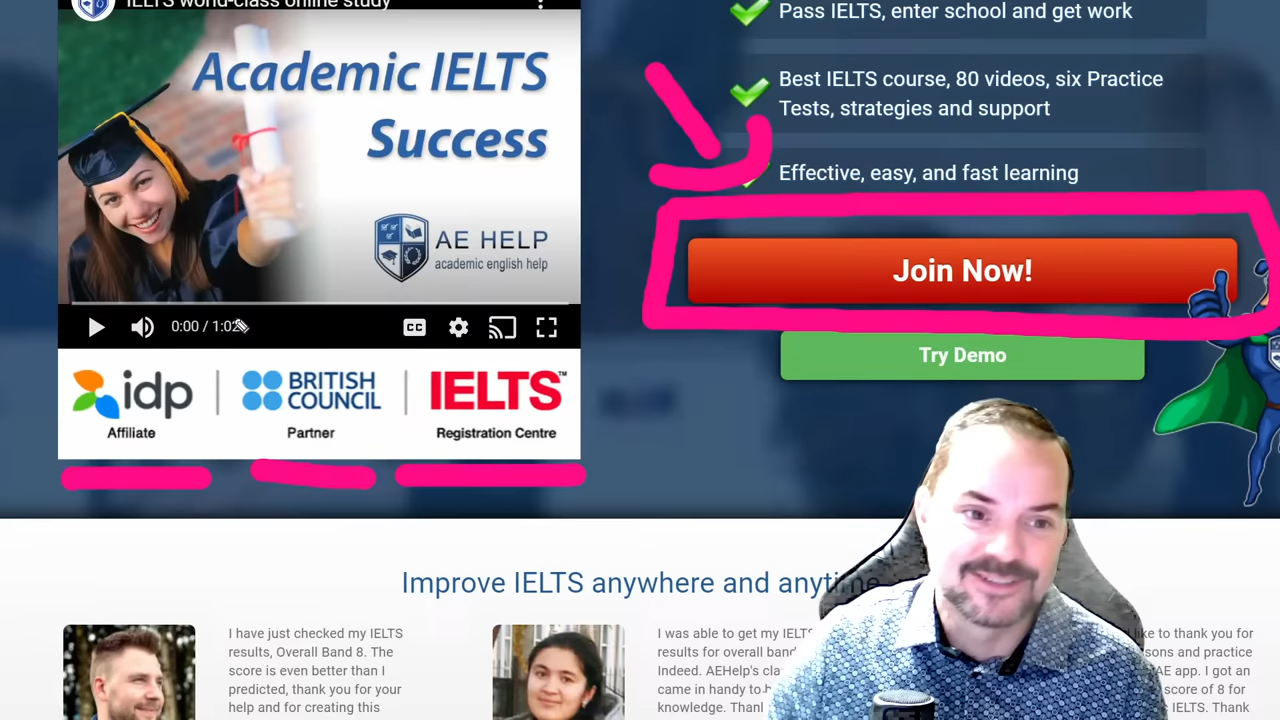 IELTS world-class online study
Academic IELTS
Success
AE HELP
academic english help
0:00 / 1:02
CC
idp
Affiliate
BRITISH
COUNCIL
Partner
IELTS™
Registration Centre
Pass IELTS, enter school and get work
Best IELTS course, 80 videos, six Practice
Tests, strategies and support
Effective, easy, and fast learning
Join Now!
Try Demo
Improve IELTS anywhere and anytime
I have just checked my IELTS
results, Overall Band 8. The
score is even better than I
predicted, thank you for your
help and for creating this
I was able to get my IELTS
results for overall band
Indeed. AEHelp's
came in handy to
knowledge.
like to thank you for
and practice
AE app. I got an
score of 8 for
IELTS. Thank